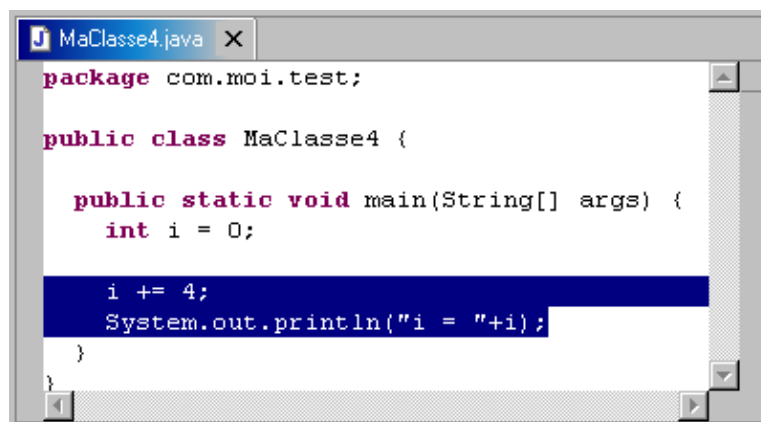 MaClasse4.java
package com.moi.test;
public class MaClasse4 {
public static void main(String[] args) {
int i = 0;
i += 4;
System.out.println("i = "+i);
}
}